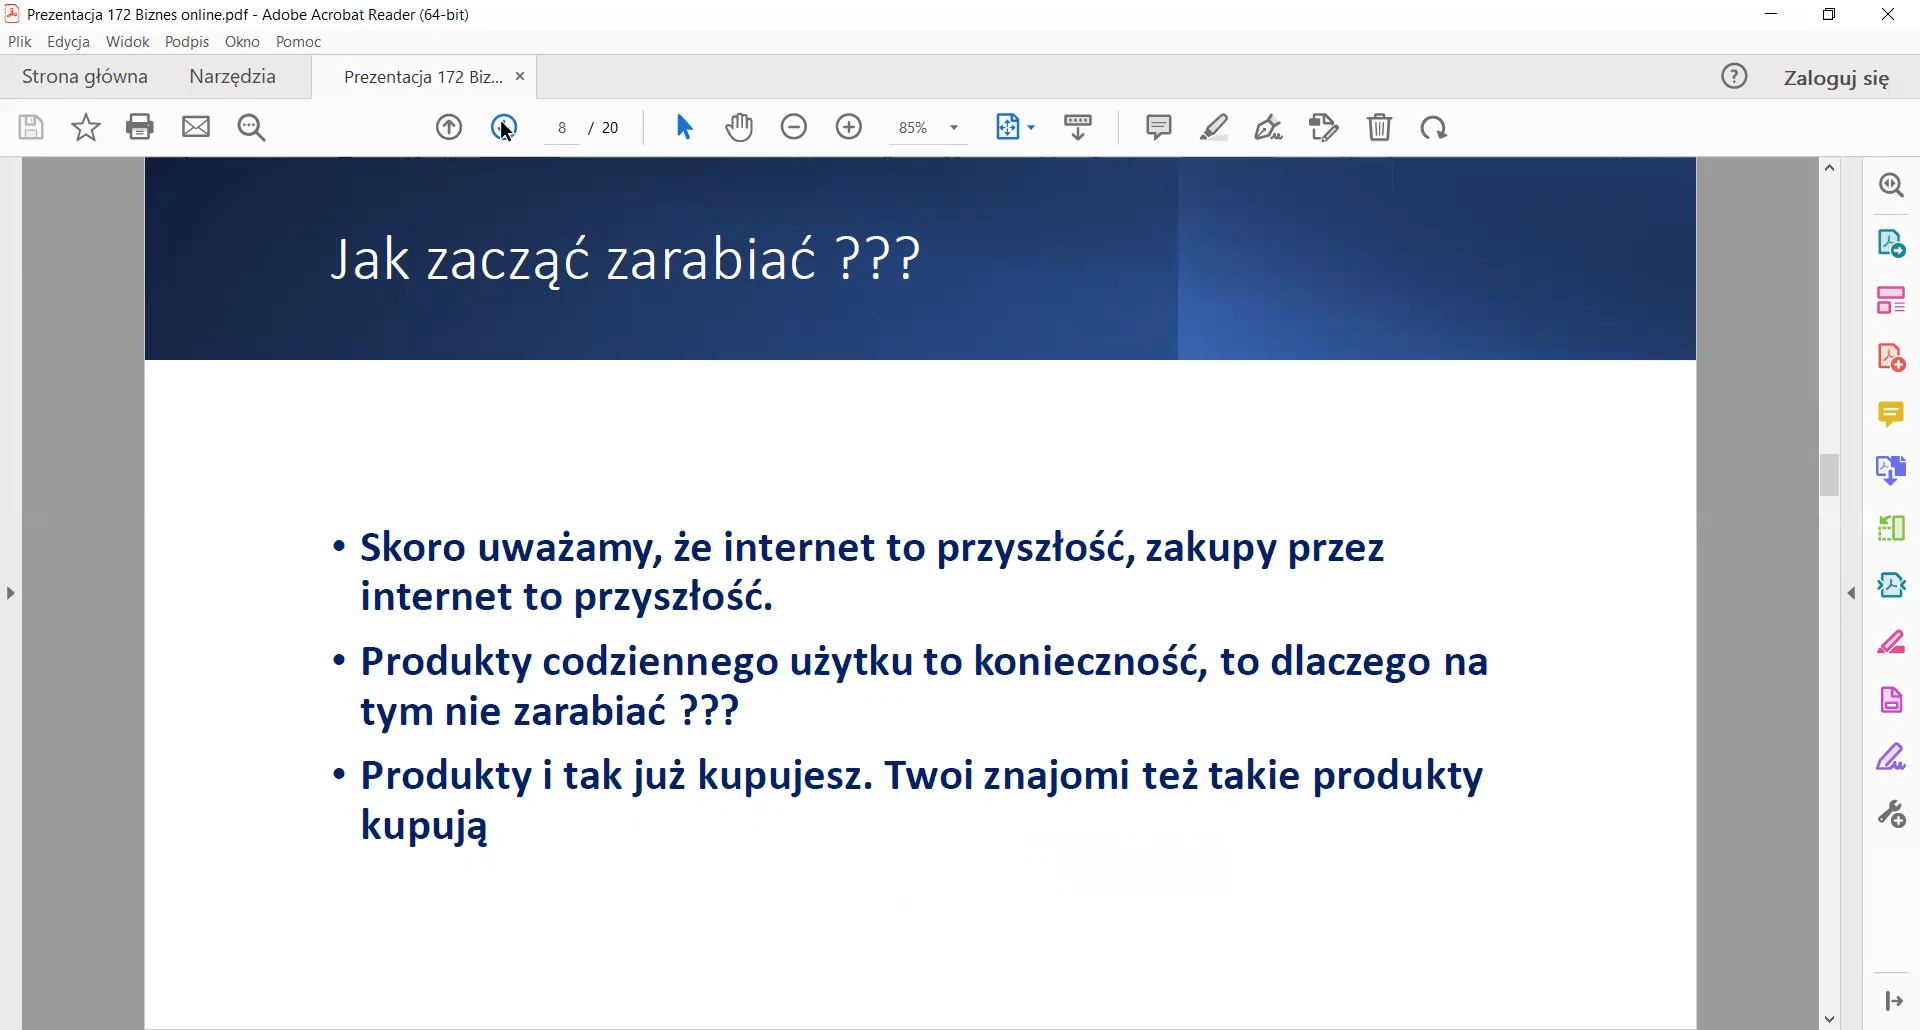 Prezentacja 172 Biznes online.pdf - Adobe Acrobat Reader (64-bit)
Plik Edycja Widok Podpis Okno Pomoc
Strona główna Narzędzia Prezentacja 172 Biz... Zaloguj się
8 / 20 85%
Jak zacząć zarabiać ???
• Skoro uważamy, że internet to przyszłość, zakupy przez
internet to przyszłość.
• Produkty codziennego użytku to konieczność, to dlaczego na
tym nie zarabiać ???
• Produkty i tak już kupujesz. Twoi znajomi też takie produkty
kupują